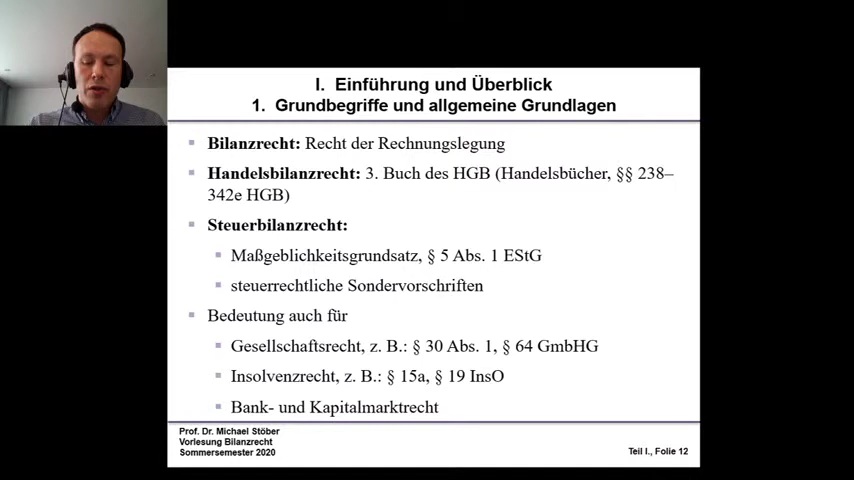 I. Einführung und Überblick
1. Grundbegriffe und allgemeine Grundlagen
Bilanzrecht: Recht der Rechnungslegung
Handelsbilanzrecht: 3. Buch des HGB (Handelsbücher, §§ 238–
342e HGB)
Steuerbilanzrecht:
Maßgeblichkeitsgrundsatz, § 5 Abs. 1 EStG
steuerrechtliche Sondervorschriften
Bedeutung auch für
Gesellschaftsrecht, z. B.: § 30 Abs. 1, § 64 GmbHG
Insolvenzrecht, z. B.: § 15a, § 19 InsO
Bank- und Kapitalmarktrecht
Prof. Dr. Michael Stöber
Vorlesung Bilanzrecht
Sommersemester 2020
Teil I., Folie 12